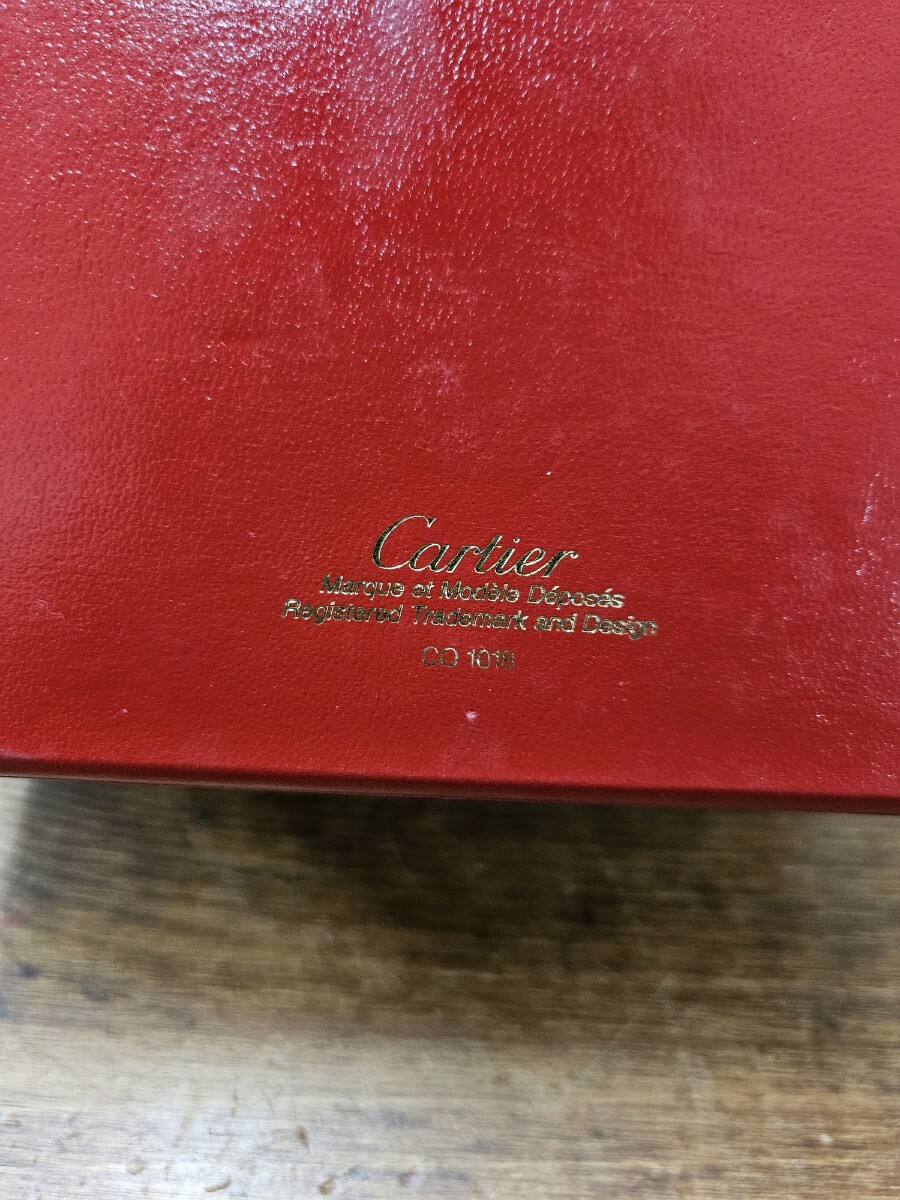 Cartier
Marque et Modèle Déposés
Registered Trademark and Design
CO 1018